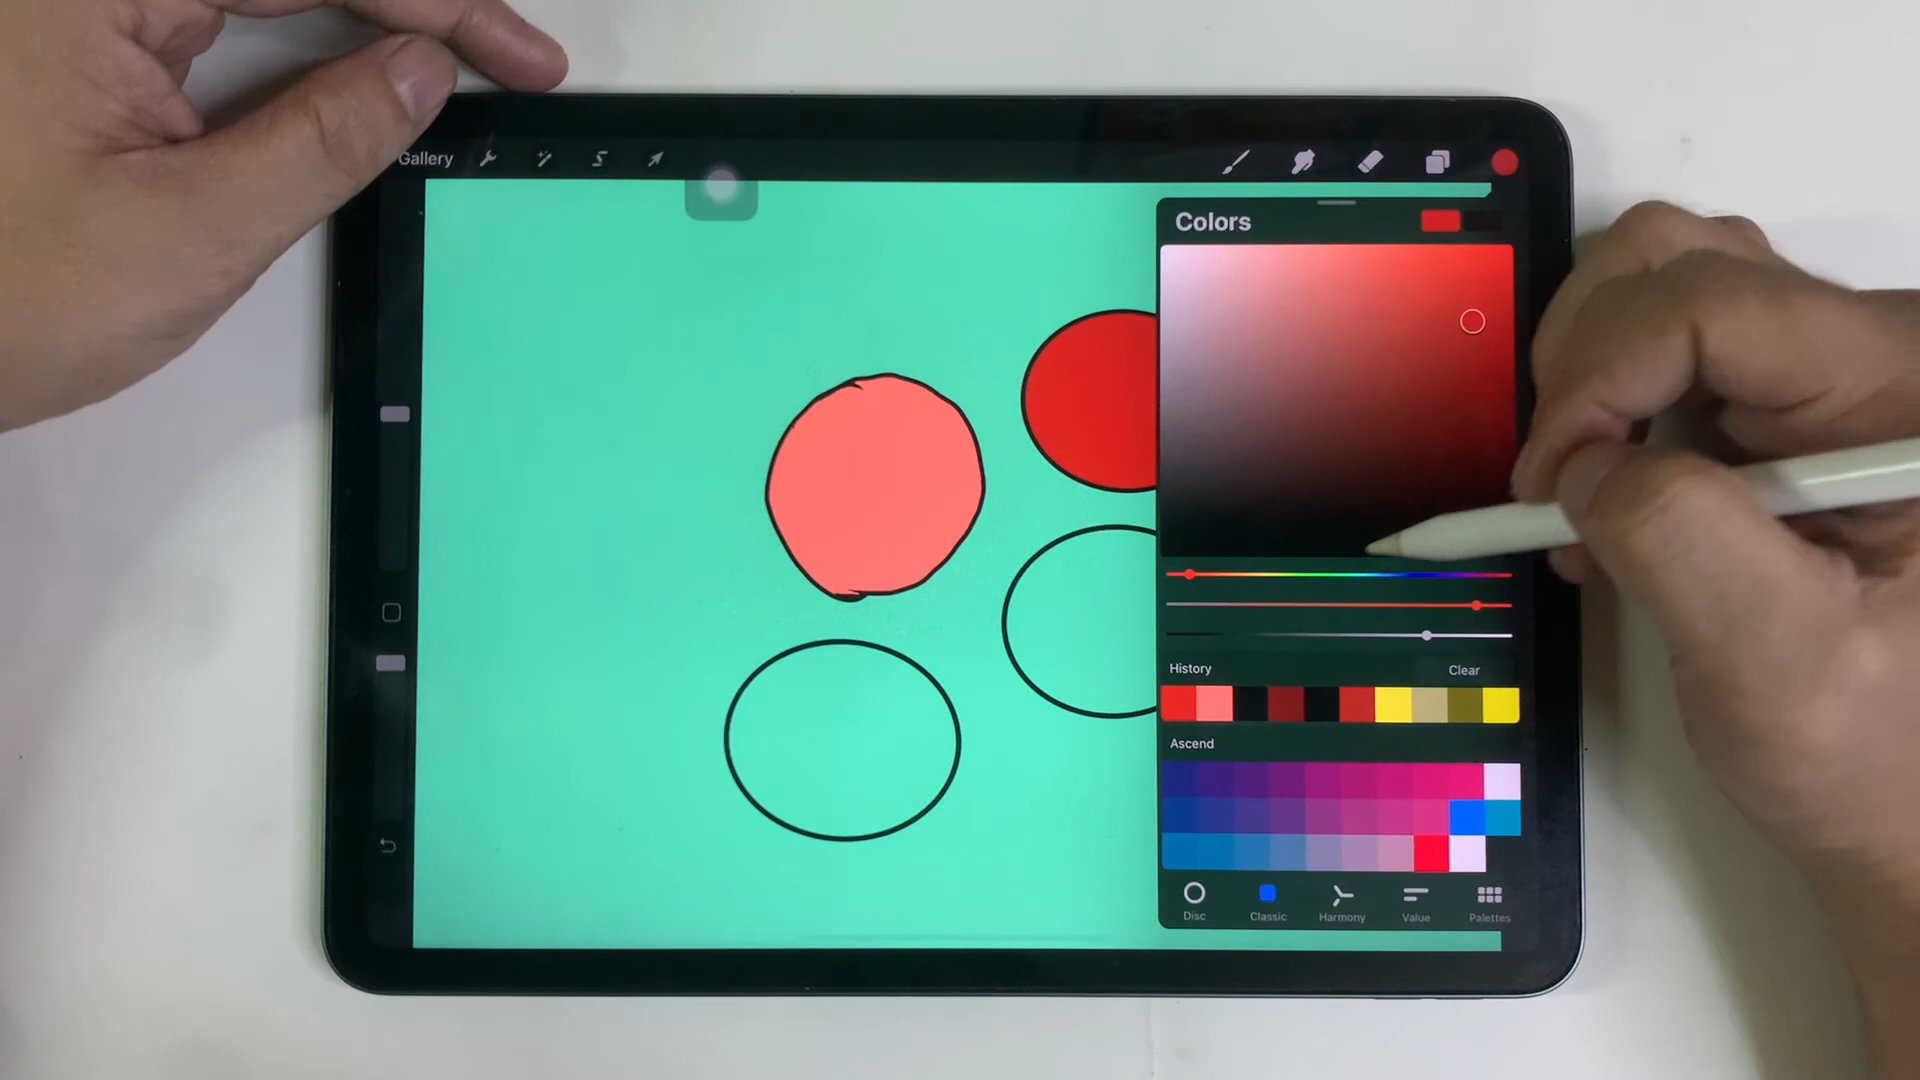 Gallery
Colors
History Clear
Ascend
Disc Classic Harmony Value Palettes